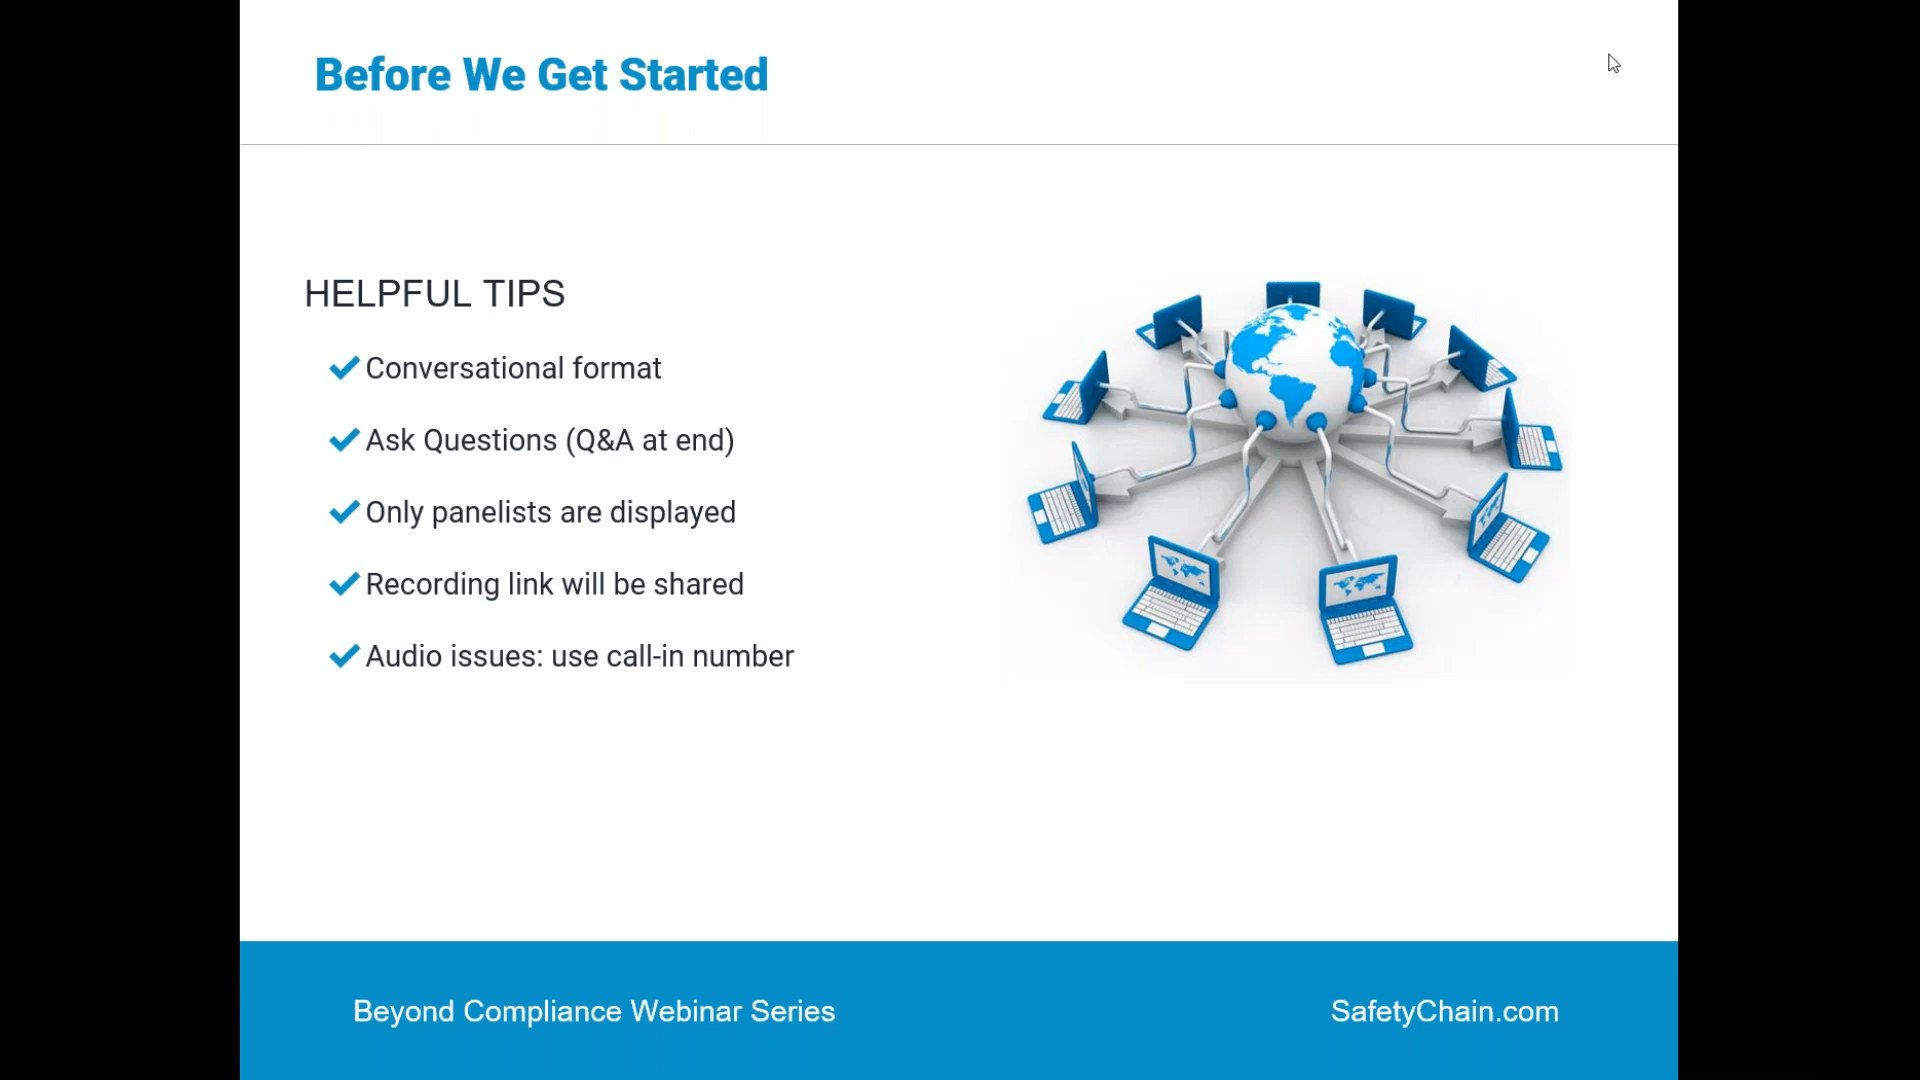 Before We Get Started
HELPFUL TIPS
Conversational format
Ask Questions (Q&A at end)
Only panelists are displayed
Recording link will be shared
Audio issues: use call-in number
Beyond Compliance Webinar Series
SafetyChain.com